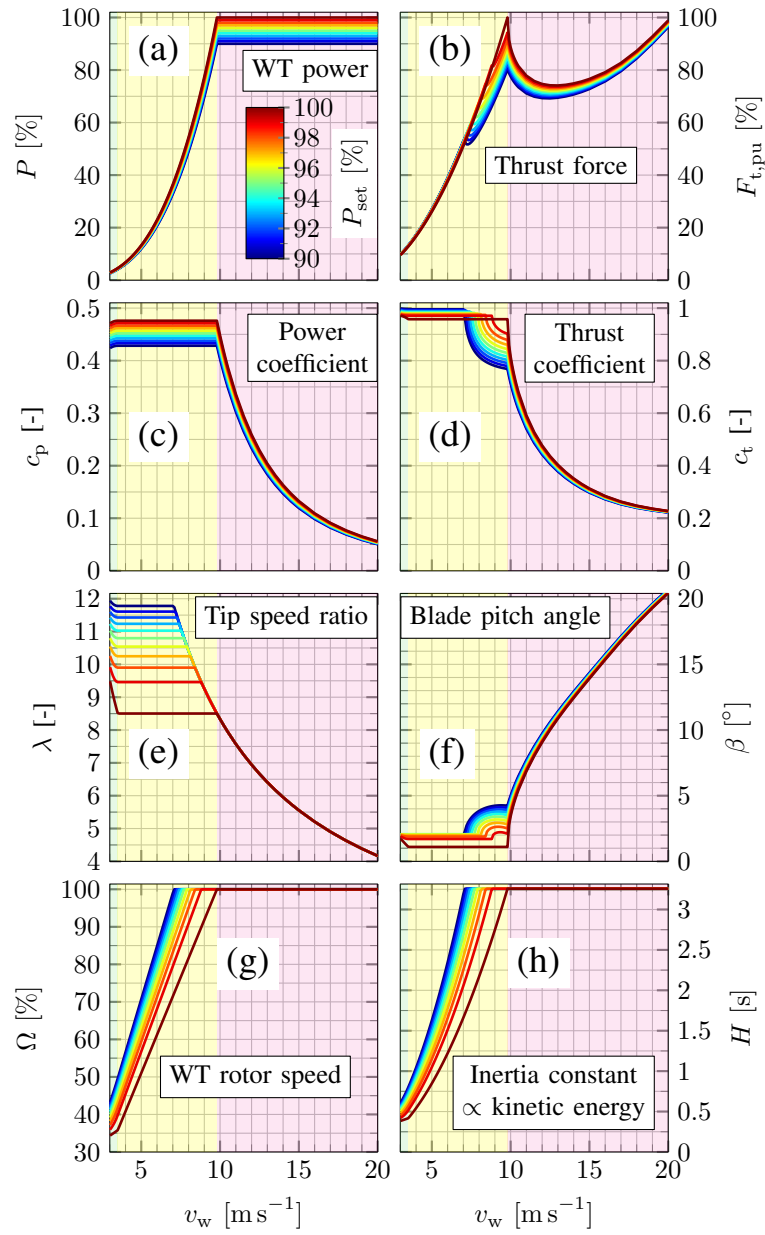 100
80
60
40
20
0
P [%]
(a)
WT power
100
98
96
94
92
90
P_set [%]
(b)
Thrust force
100
80
60
40
20
0
F_t,pu [%]
0.5
0.4
0.3
0.2
0.1
0
c_p [-]
Power
coefficient
(c)
Thrust
coefficient
(d)
1
0.8
0.6
0.4
0.2
0
c_t [-]
12
11
10
9
8
7
6
5
4
λ [-]
Tip speed ratio
(e)
Blade pitch angle
(f)
20
15
10
5
0
β [°]
100
90
80
70
60
50
40
30
Ω [%]
(g)
WT rotor speed
5 10 15 20
v_w [m s⁻¹]
(h)
Inertia constant
∝ kinetic energy
3
2.5
2
1.5
1
0.5
0
H [s]
5 10 15 20
v_w [m s⁻¹]